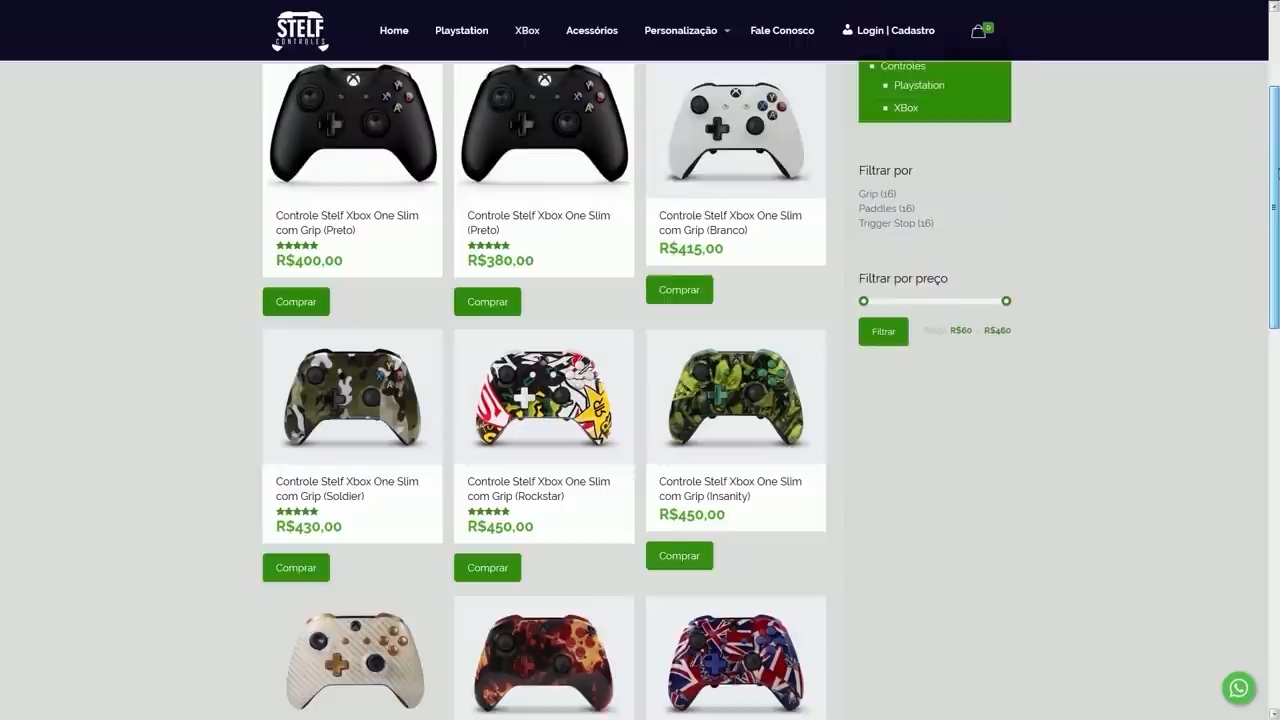 STELF
CONTROLES
Home
Playstation
XBox
Acessórios
Personalização
Fale Conosco
Login | Cadastro
0
Controles
Playstation
XBox
Controle Stelf Xbox One Slim
com Grip (Preto)
R$400,00
Comprar
Controle Stelf Xbox One Slim
(Preto)
R$380,00
Comprar
Controle Stelf Xbox One Slim
com Grip (Branco)
R$415,00
Comprar
Filtrar por
Grip (16)
Paddles (16)
Trigger Stop (16)
Filtrar por preço
Filtrar
Preço: R$60 — R$460
Controle Stelf Xbox One Slim
com Grip (Soldier)
R$430,00
Comprar
Controle Stelf Xbox One Slim
com Grip (Rockstar)
R$450,00
Comprar
Controle Stelf Xbox One Slim
com Grip (Insanity)
R$450,00
Comprar